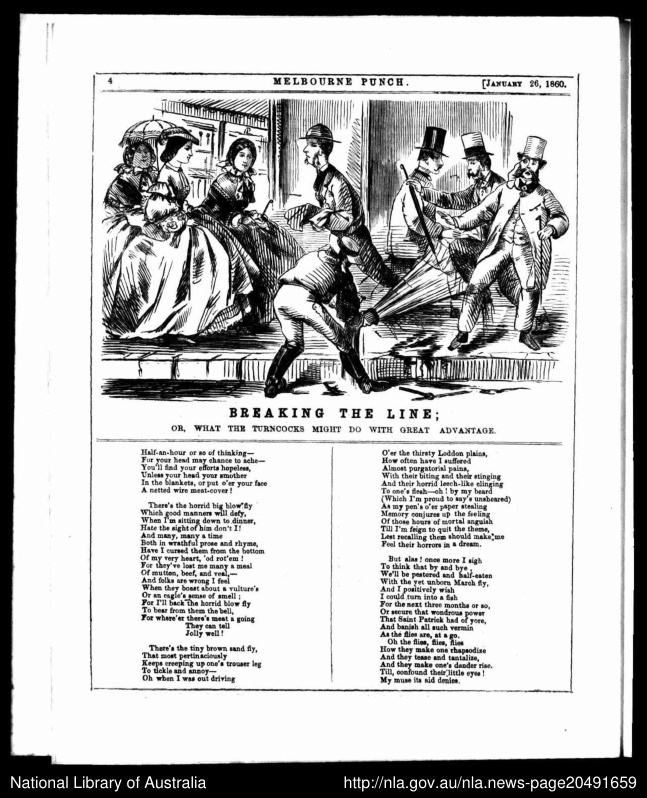 4
MELBOURNE PUNCH.
[JANUARY 26, 1860.
BREAKING THE LINE;
OR, WHAT THE TURNCOCKS MIGHT DO WITH GREAT ADVANTAGE.
Half-an-hour or so of thinking—
For your head may chance to ache—
You'll find your efforts hopeless,
Unless your head your smother
In the blankets, or put o'er your face
A netted wire meat-cover!
There's the horrid big blow fly
Which good manners will defy,
When I'm sitting down to dinner,
Hate the sight of him don't I!
And many, many a time
Both in wrathful prose and rhyme,
Have I cursed them from the bottom
Of my very heart, 'od rot'em!
For they've lost me many a meal
Of mutton, beef, and veal,—
And folks are wrong I feel
When they boast about a vulture's
Or an eagle's sense of smell;
For I'll back the horrid blow fly
To bear from them the bell,
For where'er there's meat a going
They can tell
Jolly well!
There's the tiny brown sand fly,
That most pertinaciously
Keeps creeping up one's trouser leg
To tickle and annoy—
Oh when I was out driving
O'er the thirsty Loddon plains,
How often have I suffered
Almost purgatorial pains,
With their biting and their stinging
And their horrid leech-like clinging
To one's flesh—oh! by my beard
(Which I'm proud to say's unsheared)
As my pen's o'er paper stealing
Memory conjures up the feeling
Of those hours of mortal anguish
Till I'm feign to quit the theme,
Lest recalling them should make me
Feel their horrors in a dream.
But alas! once more I sigh
To think that by and bye,
We'll be pestered and half-eaten
With the yet unborn March fly,
And I positively wish
I could turn into a fish
For the next three months or so,
Or secure that wondrous power
That Saint Patrick had of yore,
And banish all such vermin
As the flies are, at a go.
Oh the flies, flies, flies
How they make one rhapsodize
And they tease and tantalize,
And they make one's dander rise.
Till, confound their little eyes!
My muse its aid denies.
National Library of Australia
http://nla.gov.au/nla.news-page20491659